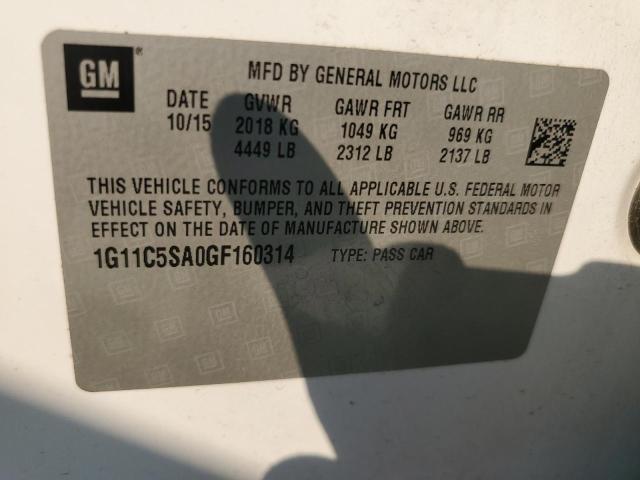 GM
MFD BY GENERAL MOTORS LLC
DATE GVWR GAWR FRT GAWR RR
10/15 2018 KG 1049 KG 969 KG
4449 LB 2312 LB 2137 LB
THIS VEHICLE CONFORMS TO ALL APPLICABLE U.S. FEDERAL MOTOR
VEHICLE SAFETY, BUMPER, AND THEFT PREVENTION STANDARDS IN
EFFECT ON THE DATE OF MANUFACTURE SHOWN ABOVE.
1G11C5SA0GF160314 TYPE: PASS CAR